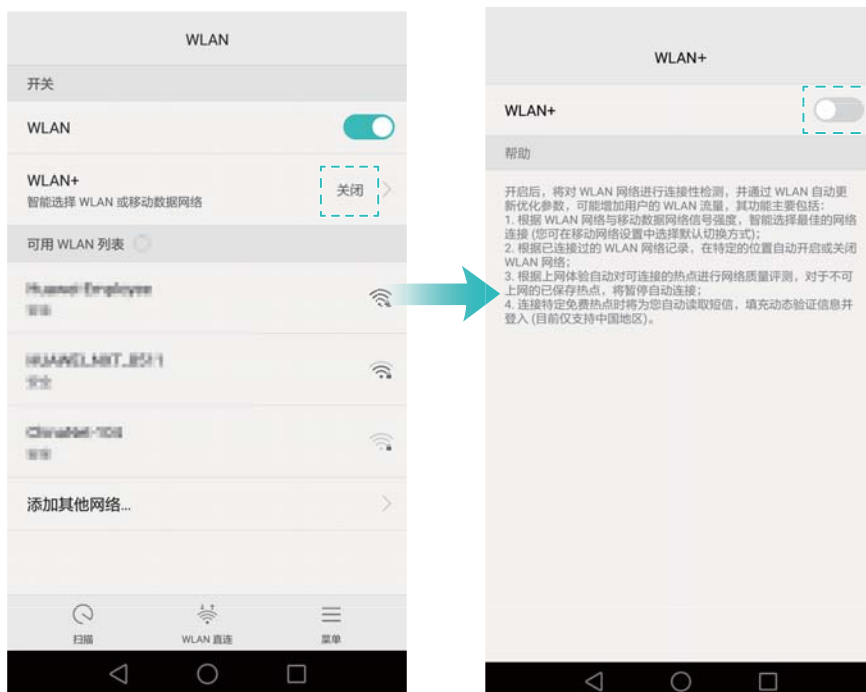 WLAN
开关
WLAN
WLAN+
智能选择 WLAN 或移动数据网络
关闭
可用 WLAN 列表
添加其他网络...
扫描
WLAN 直连
菜单
WLAN+
WLAN+
帮助
开启后，将对 WLAN 网络进行连接性检测，并通过 WLAN 自动更
新优化参数，可能增加用户的 WLAN 流量，其功能主要包括：
1. 根据 WLAN 网络与移动数据网络信号强度，智能选择最佳的网络
连接 (您可在移动网络设置中选择默认切换方式)；
2. 根据已连接过的 WLAN 网络记录，在特定的位置自动开启或关闭
WLAN 网络；
3. 根据上网体验自动对可连接的热点进行网络质量评测，对于不可
上网的已保存热点，将暂停自动连接；
4. 连接特定免费热点时将为您自动读取短信，填充动态验证信息并
登入 (目前仅支持中国地区)。